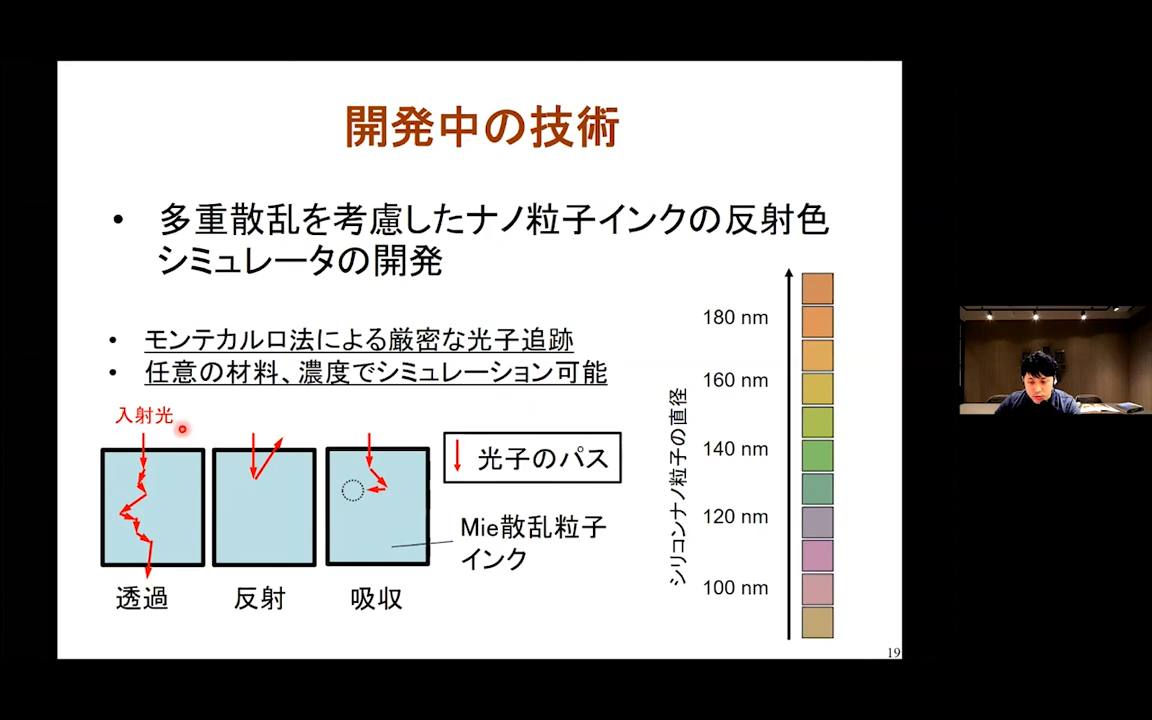 開発中の技術
• 多重散乱を考慮したナノ粒子インクの反射色
シミュレータの開発
• モンテカルロ法による厳密な光子追跡
• 任意の材料、濃度でシミュレーション可能
入射光
光子のパス
Mie散乱粒子
インク
透過
反射
吸収
シリコンナノ粒子の直径
180 nm
160 nm
140 nm
120 nm
100 nm
19